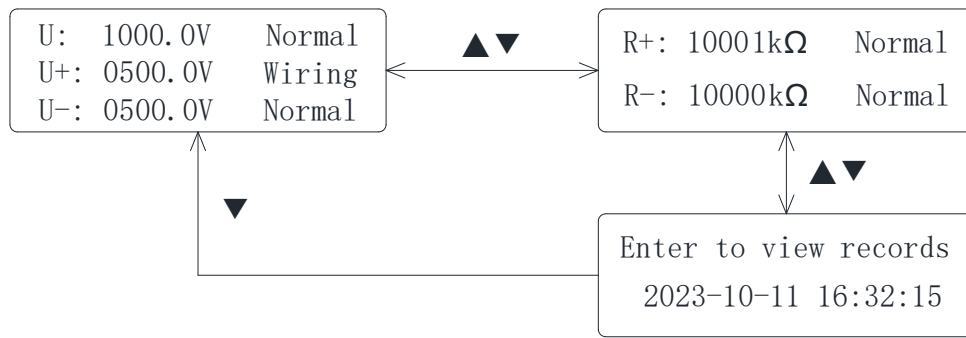 U: 1000.0V Normal
U+: 0500.0V Wiring
U-: 0500.0V Normal
▲▼
R+: 10001kΩ Normal
R-: 10000kΩ Normal
▲▼
▼
Enter to view records
2023-10-11 16:32:15